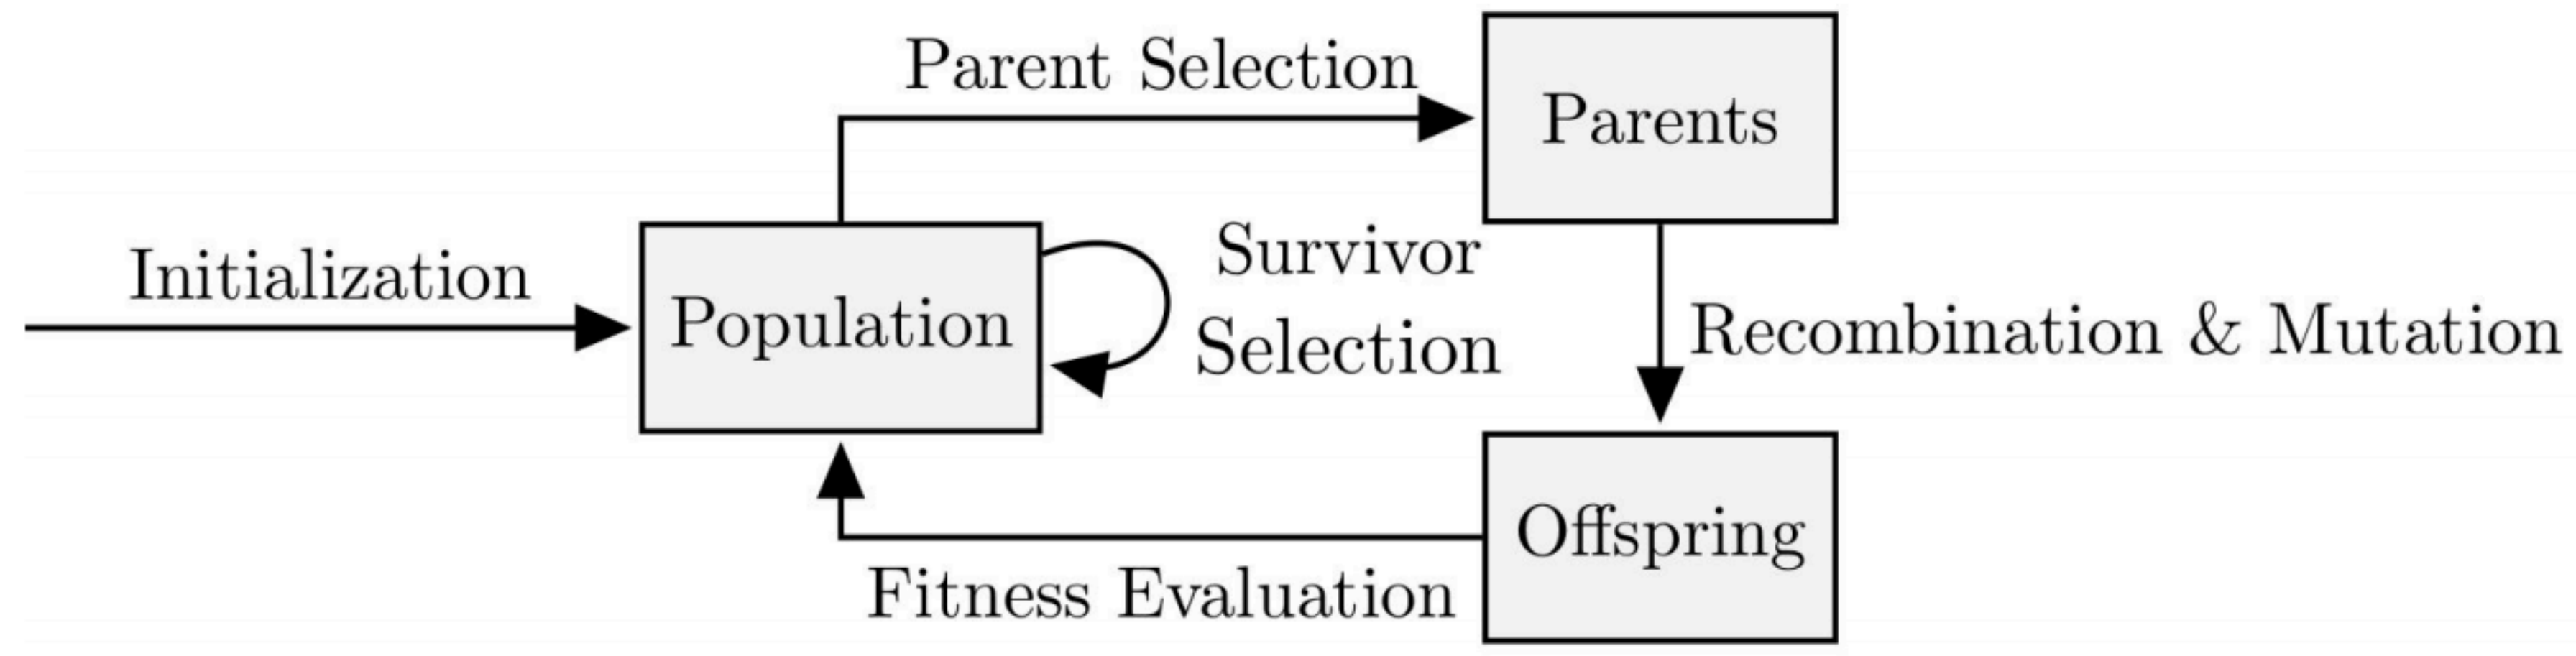 Parent Selection
Parents
Initialization
Population
Survivor
Selection
Recombination & Mutation
Offspring
Fitness Evaluation